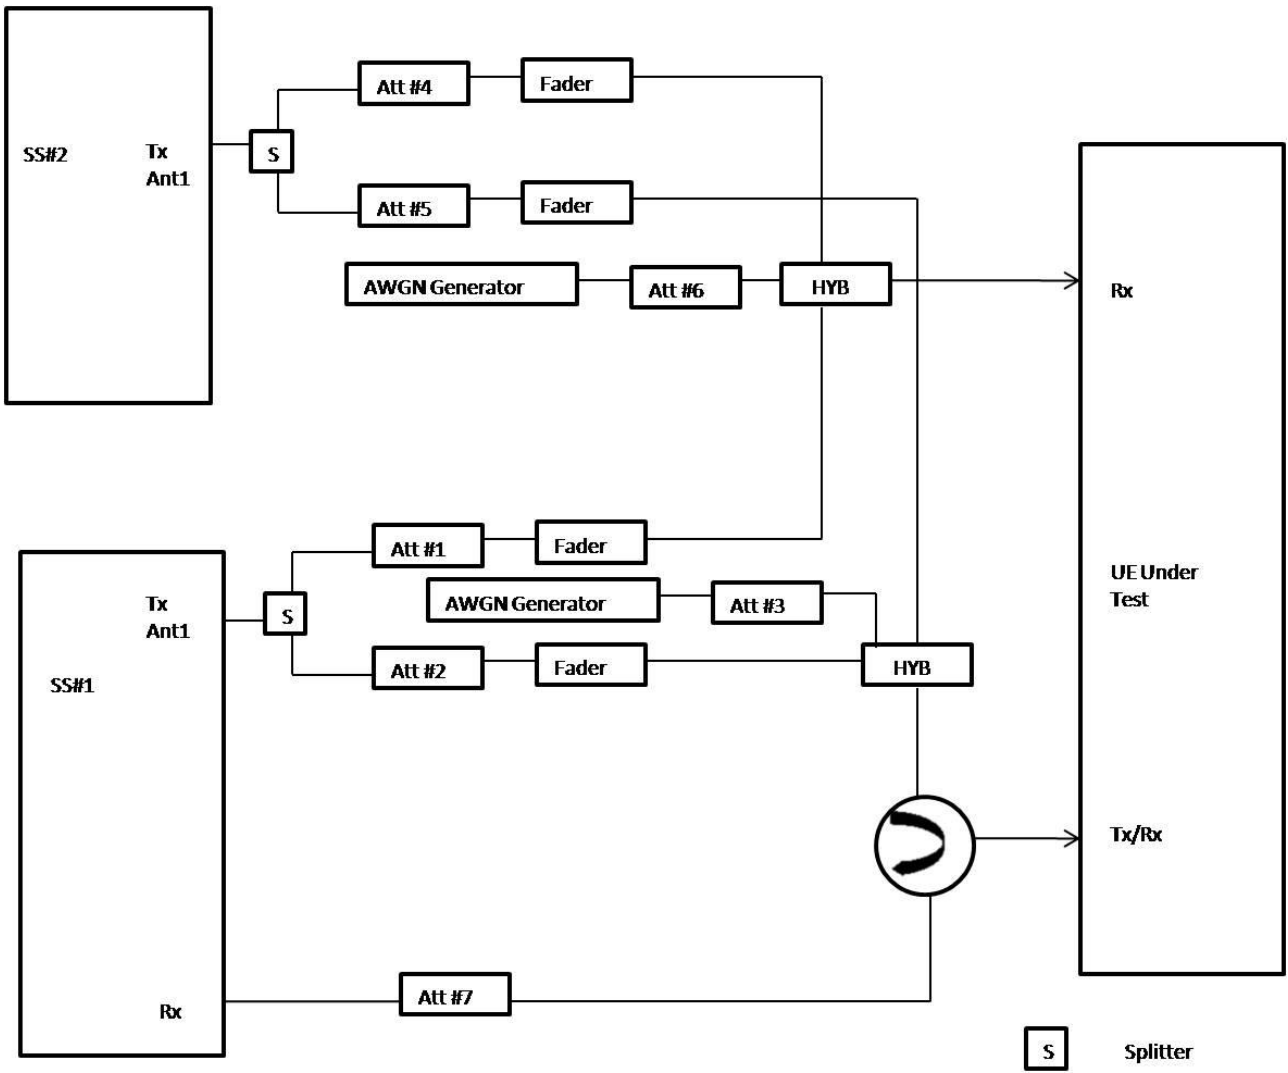 Att #4
Fader
SS#2
Tx
Ant1
S
Att #5
Fader
AWGN Generator
Att #6
HYB
Rx
Att #1
Fader
UE Under
Test
Tx
Ant1
S
AWGN Generator
Att #3
Att #2
Fader
HYB
SS#1
Tx/Rx
Rx
Att #7
S
Splitter